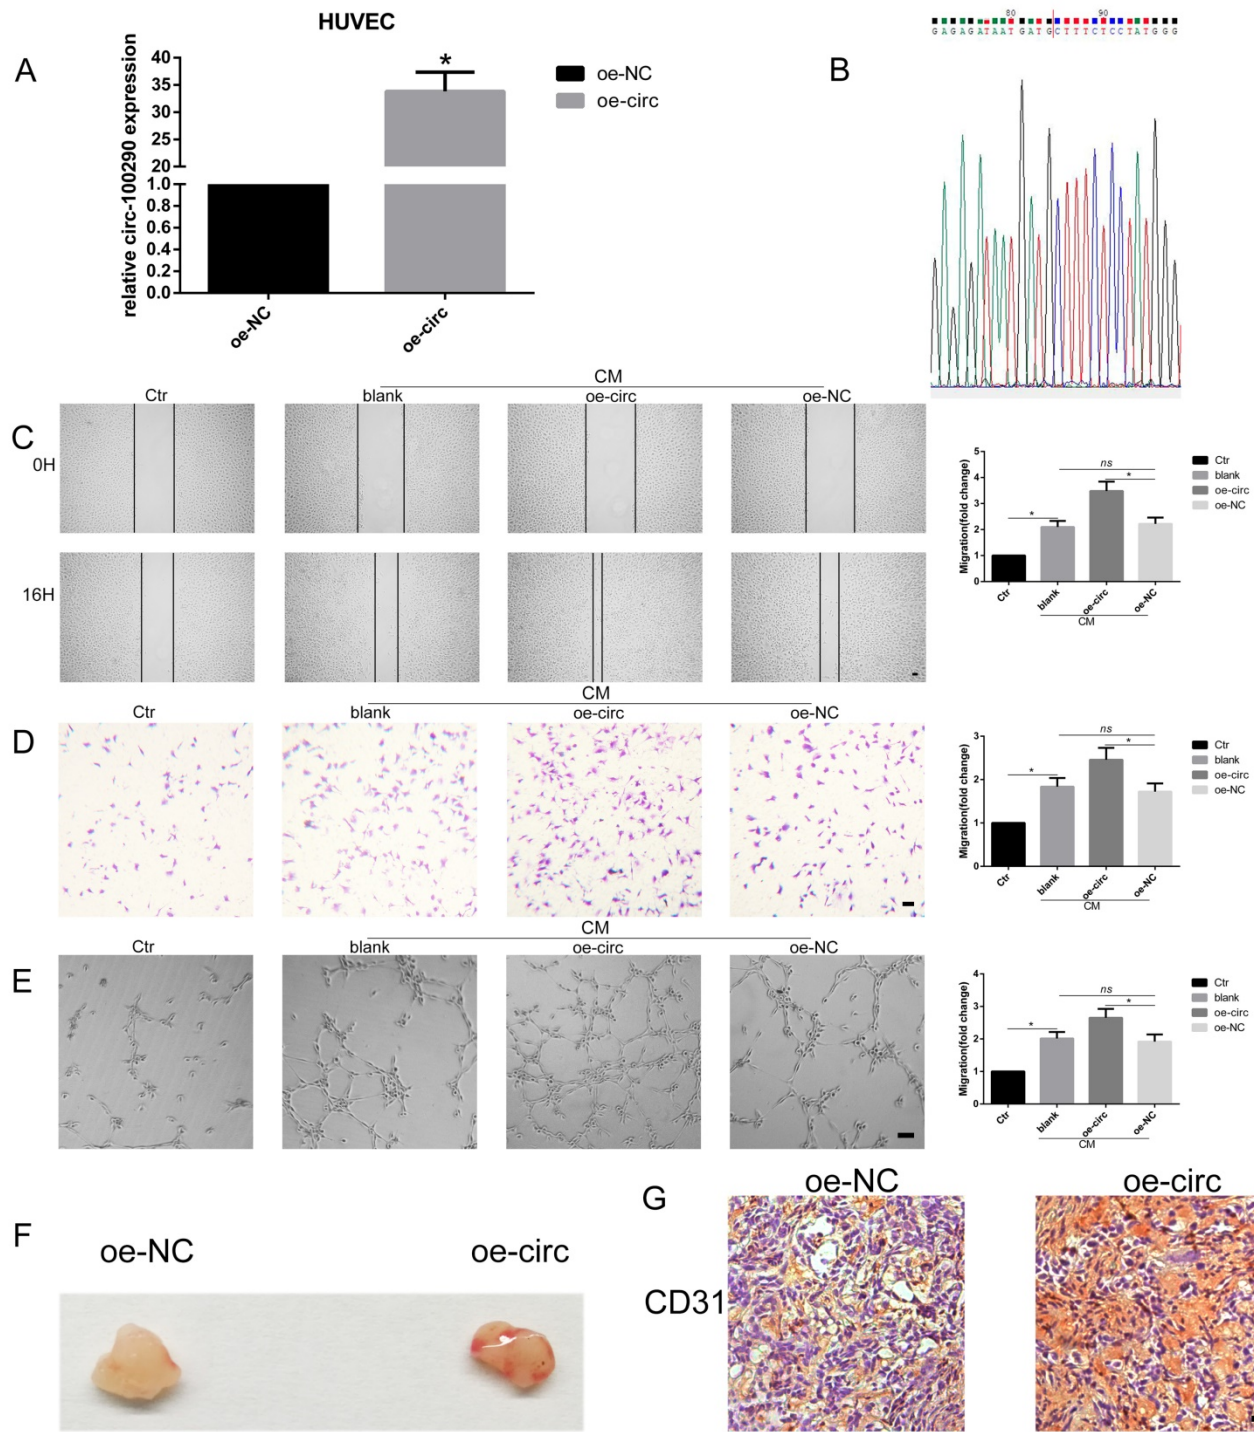 HUVEC
A
relative circ-100290 expression
40
35
30
25
20
1.0
0.8
0.6
0.4
0.2
0.0
*
oe-NC
oe-circ
oe-NC
oe-circ
B
80 90
GAGAGATAATGATGCTTTCTCCTATGGG
C
CM
Ctr blank oe-circ oe-NC
0H
16H
Migration(fold change)
5
4
3
2
1
0
ns
*
*
Ctr
blank
oe-circ
oe-NC
Ctr blank oe-circ oe-NC
CM
D
CM
Ctr blank oe-circ oe-NC
Migration(fold change)
3
2
1
0
ns
*
*
Ctr
blank
oe-circ
oe-NC
Ctr blank oe-circ oe-NC
CM
E
CM
Ctr blank oe-circ oe-NC
Migration(fold change)
4
3
2
1
0
ns
*
*
Ctr
blank
oe-circ
oe-NC
Ctr blank oe-circ oe-NC
CM
F
oe-NC oe-circ
G
oe-NC oe-circ
CD31